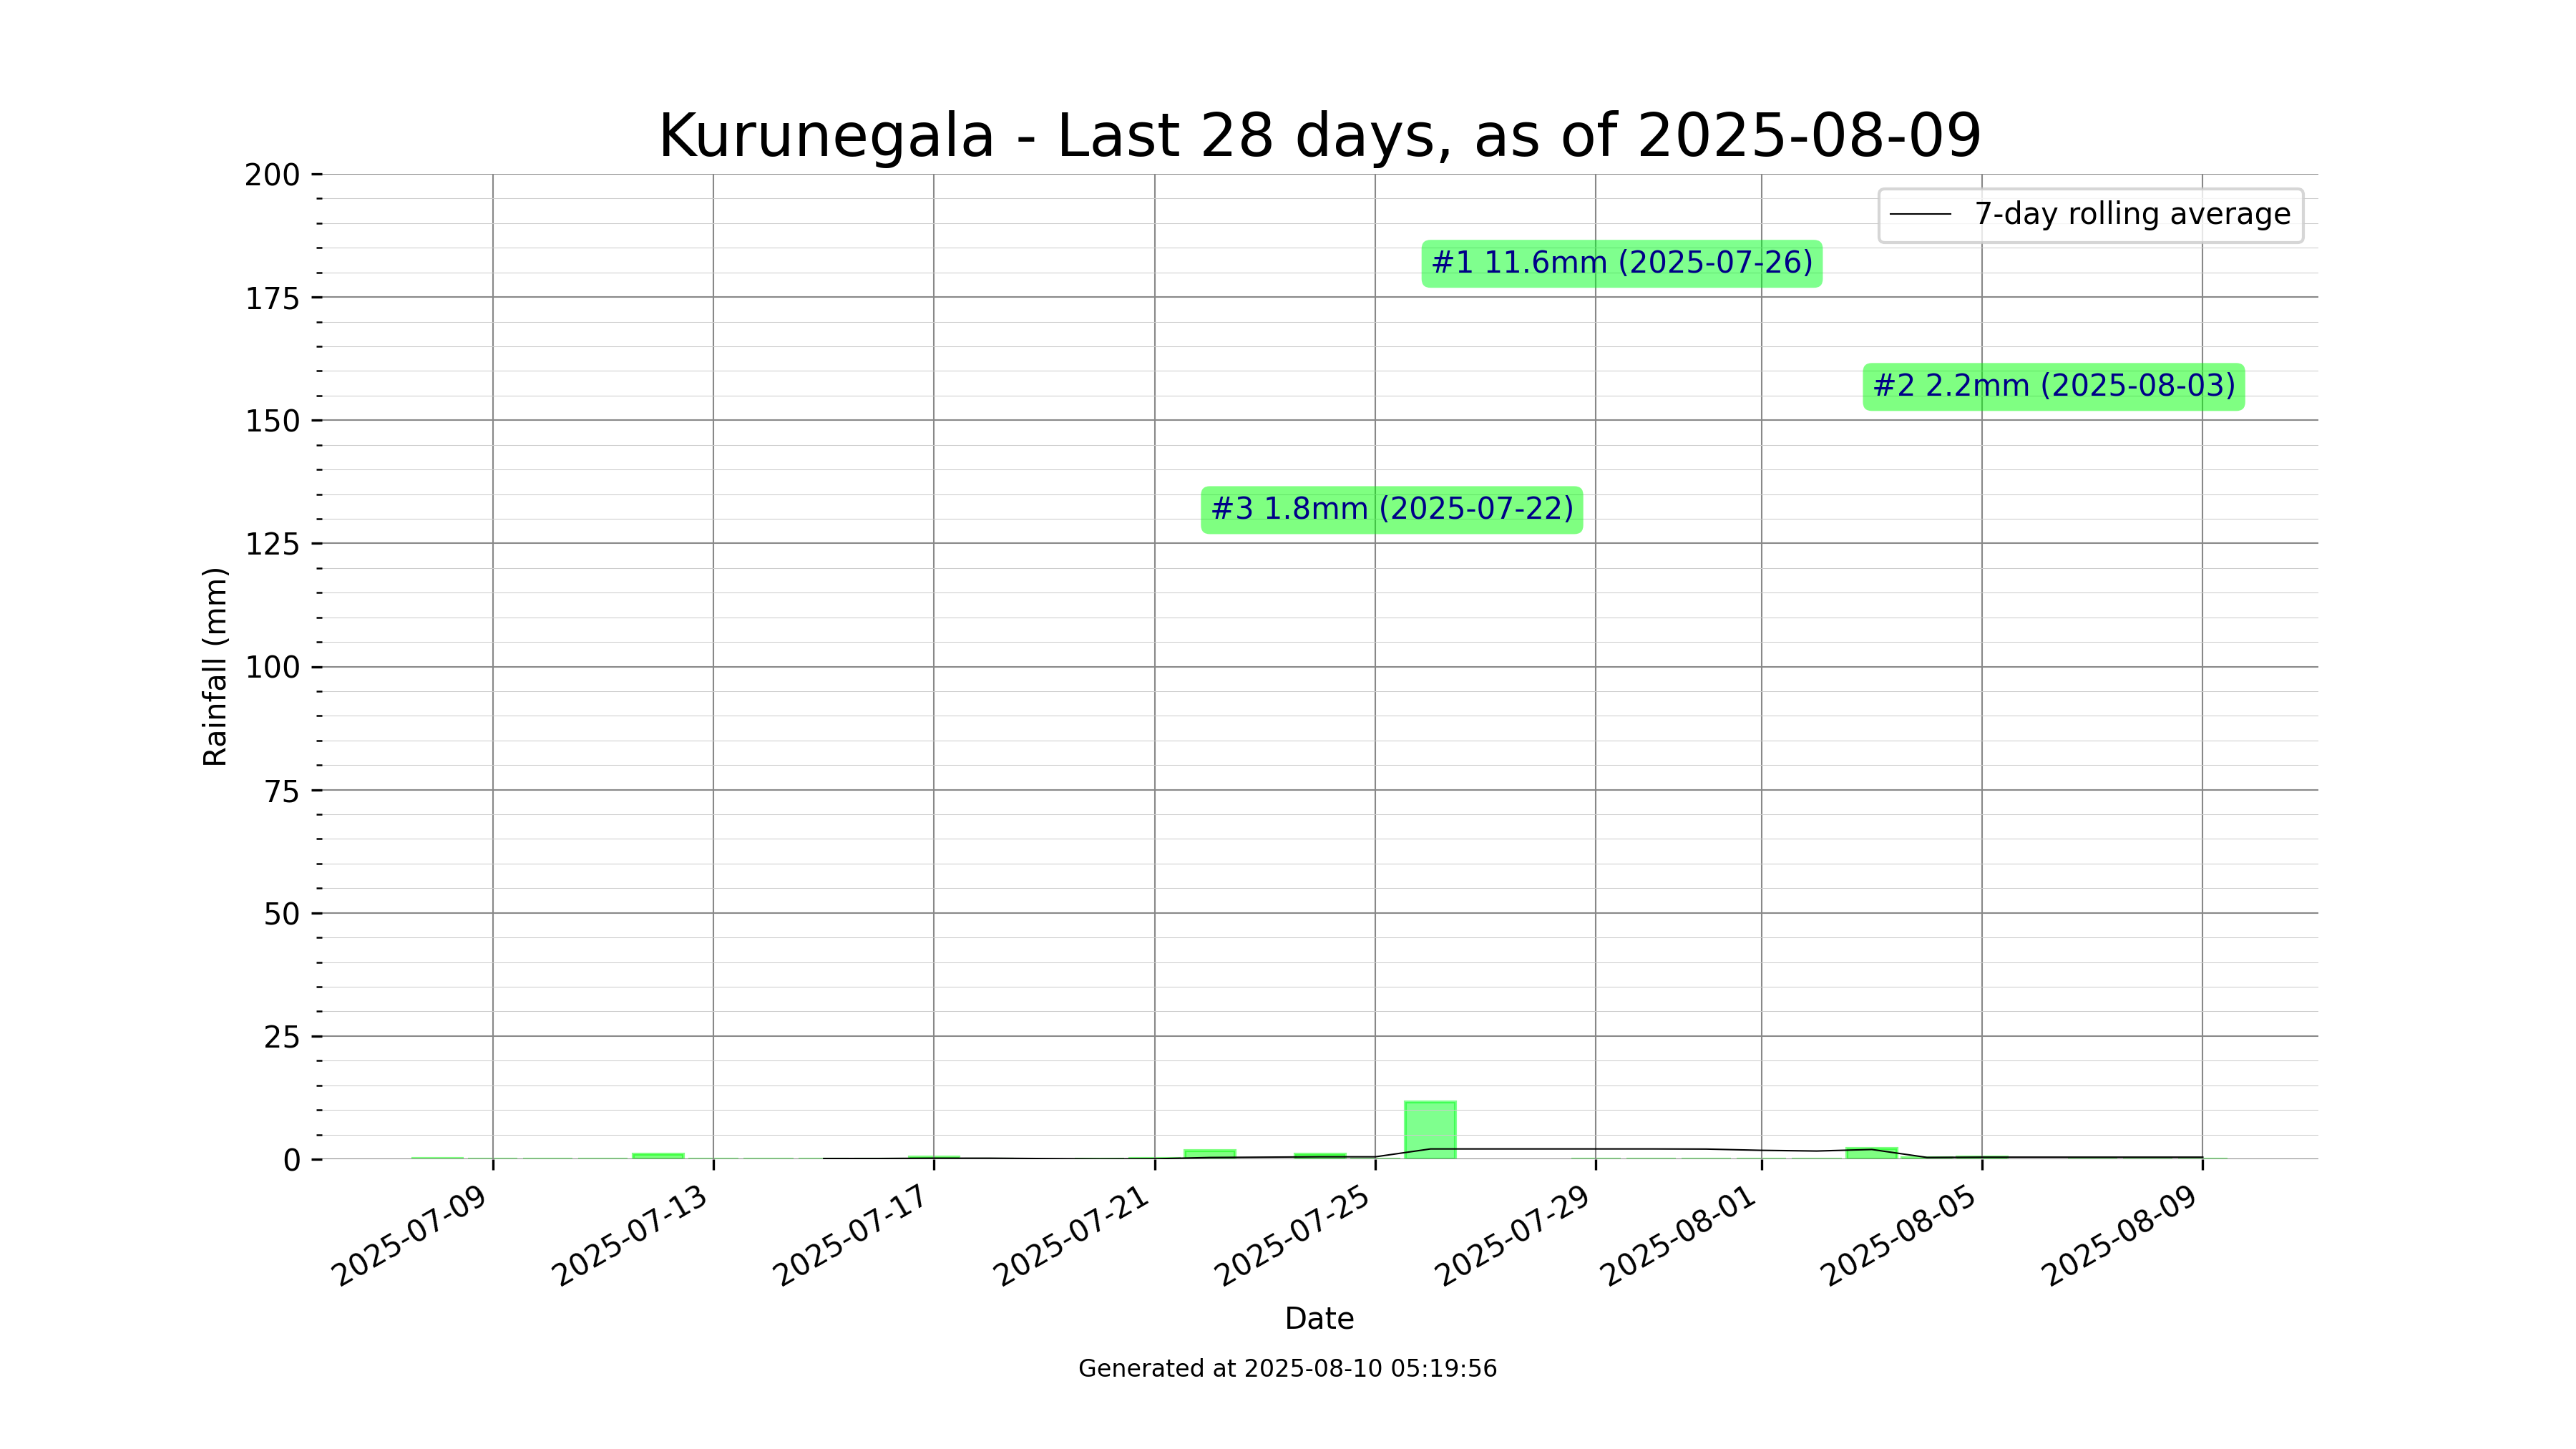 Kurunegala - Last 28 days, as of 2025-08-09
200
175
150
125
100
75
50
25
0
Rainfall (mm)
7-day rolling average
#1 11.6mm (2025-07-26)
#2 2.2mm (2025-08-03)
#3 1.8mm (2025-07-22)
2025-07-09
2025-07-13
2025-07-17
2025-07-21
2025-07-25
2025-07-29
2025-08-01
2025-08-05
2025-08-09
Date
Generated at 2025-08-10 05:19:56